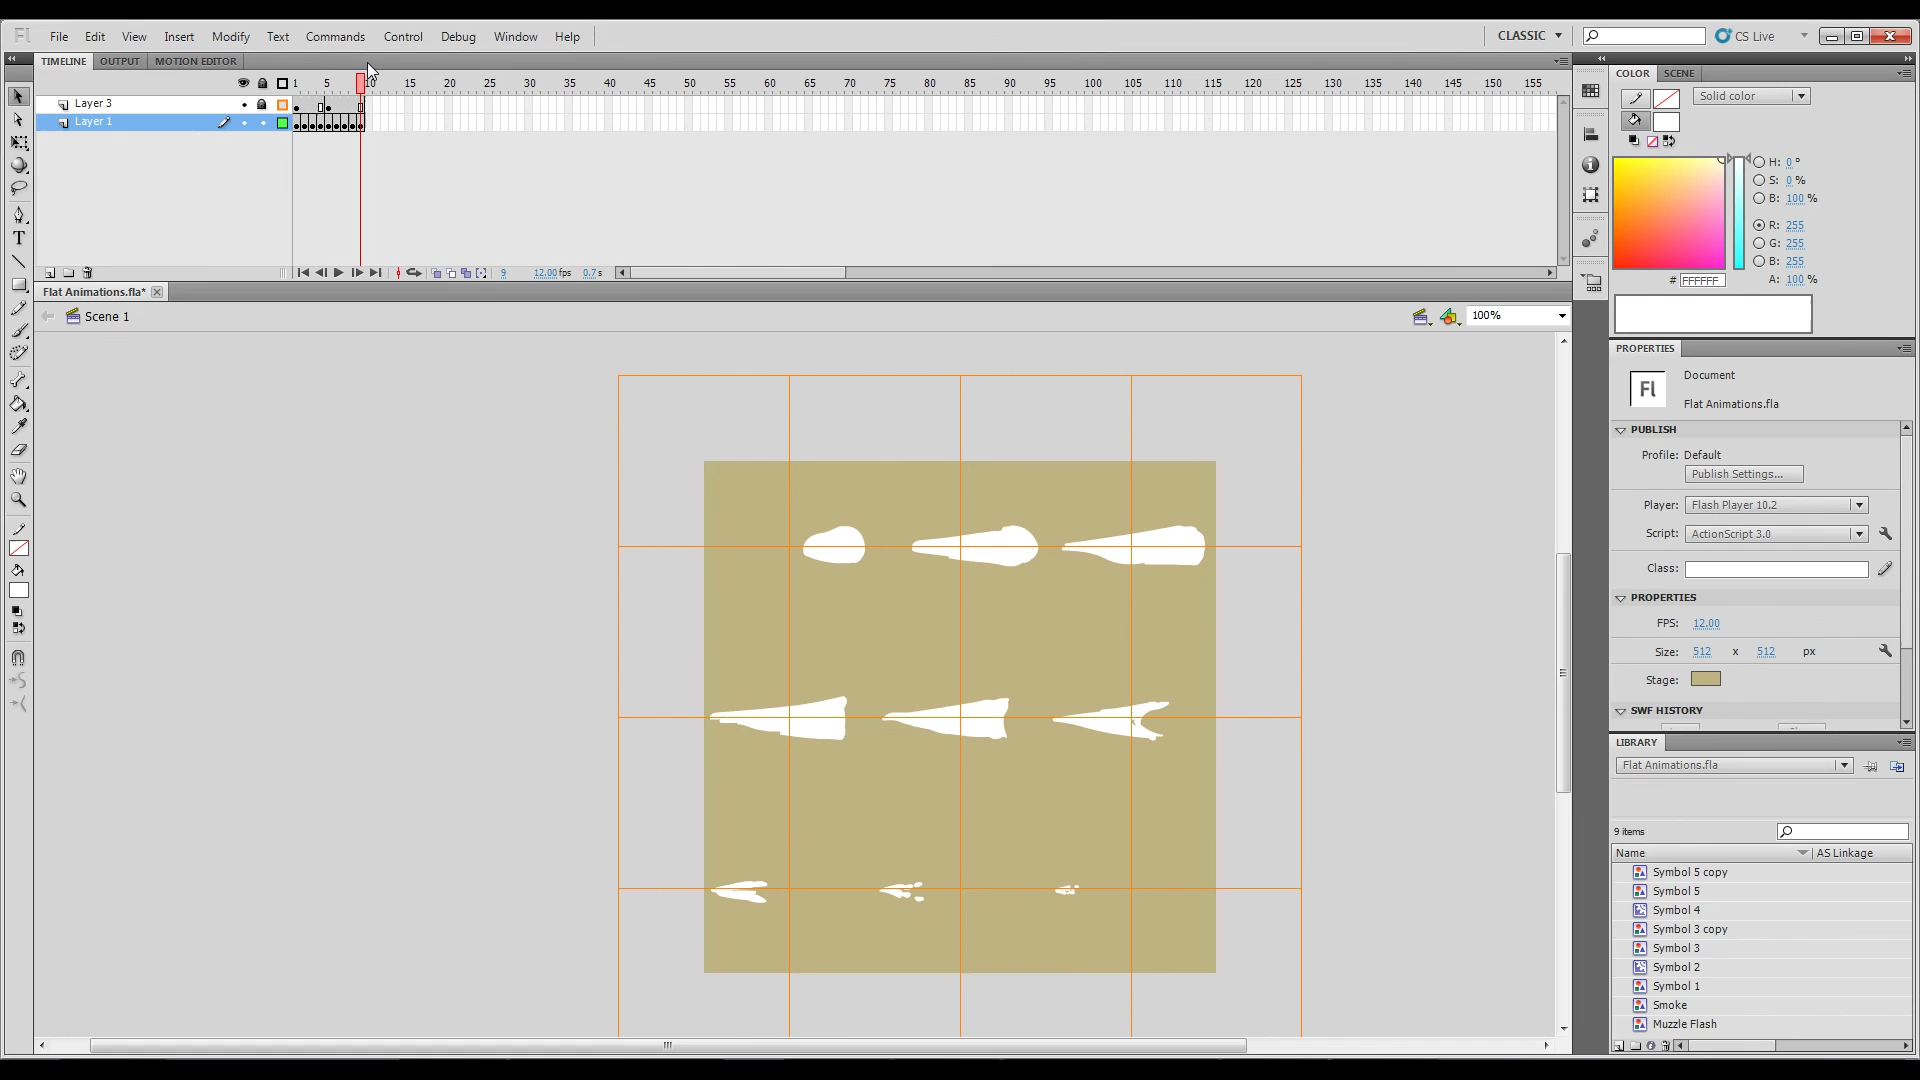 Fl File Edit View Insert Modify Text Commands Control Debug Window Help CLASSIC CS Live
TIMELINE OUTPUT MOTION EDITOR
1 5 10 15 20 25 30 35 40 45 50 55 60 65 70 75 80 85 90 95 100 105 110 115 120 125 130 135 140 145 150 155
Layer 3
Layer 1
9 12.00 fps 0.7 s
Flat Animations.fla*
Scene 1
100%
T
COLOR SCENE
Solid color
H: 0 °
S: 0 %
B: 100 %
R: 255
G: 255
B: 255
# FFFFFF A: 100 %
PROPERTIES
Fl
Document
Flat Animations.fla
PUBLISH
Profile: Default
Publish Settings...
Player: Flash Player 10.2
Script: ActionScript 3.0
Class:
PROPERTIES
FPS: 12.00
Size: 512 x 512 px
Stage:
SWF HISTORY
LIBRARY
Flat Animations.fla
9 items
Name AS Linkage
Symbol 5 copy
Symbol 5
Symbol 4
Symbol 3 copy
Symbol 3
Symbol 2
Symbol 1
Smoke
Muzzle Flash